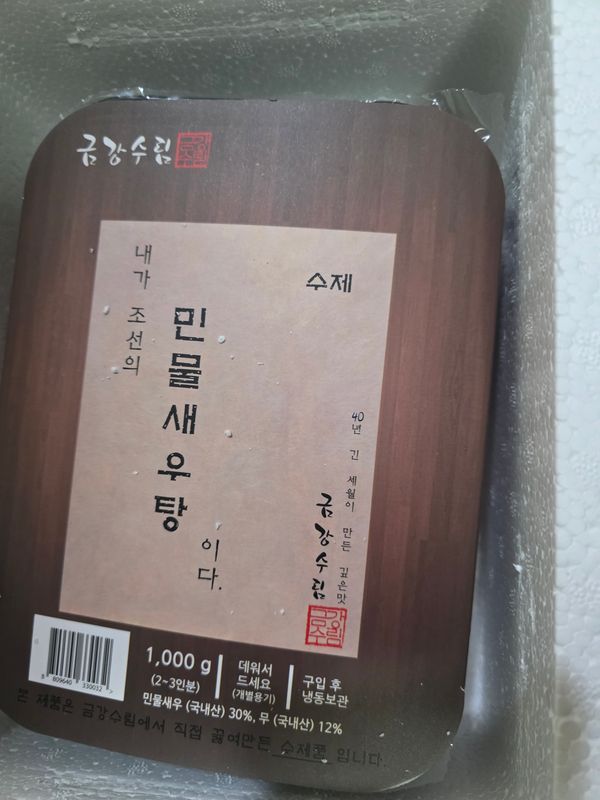 금강수림
수제
내가 조선의
민물새우탕
이다.
40년 긴 세월이 만든 깊은맛
금강수림
8 809640 330032 >
1,000 g
(2~3인분)
데워서
드세요
(개별용기)
구입 후
냉동보관
민물새우 (국내산) 30%, 무 (국내산) 12%
본 제품은 금강수림에서 직접 끓여만든 수제품 입니다.